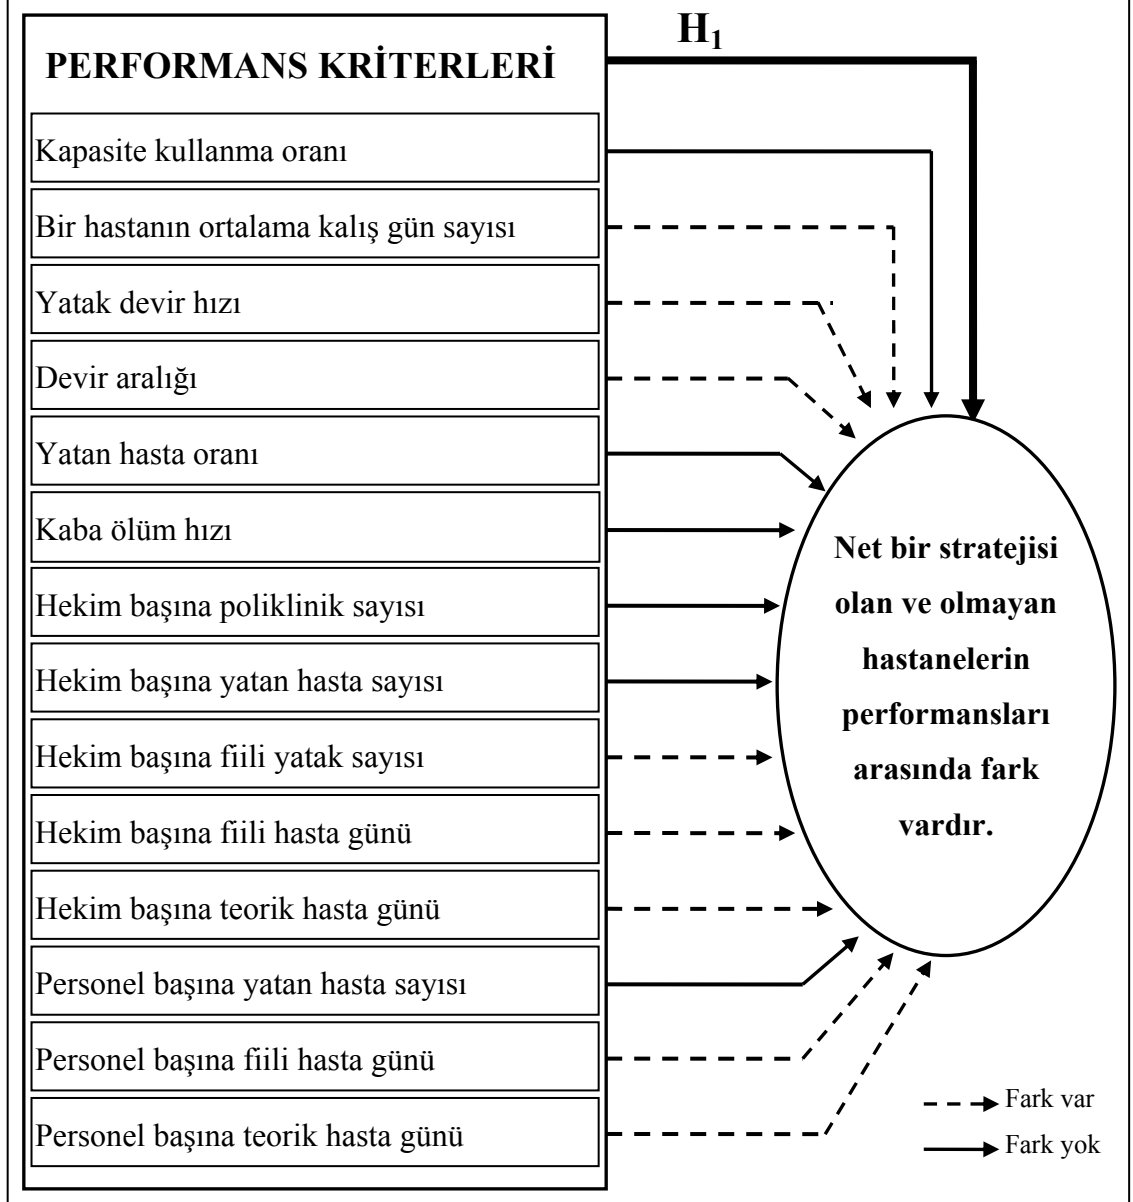 H1
PERFORMANS KRİTERLERİ
Kapasite kullanma oranı
Bir hastanın ortalama kalış gün sayısı
Yatak devir hızı
Devir aralığı
Yatan hasta oranı
Kaba ölüm hızı
Hekim başına poliklinik sayısı
Hekim başına yatan hasta sayısı
Hekim başına fiili yatak sayısı
Hekim başına fiili hasta günü
Hekim başına teorik hasta günü
Personel başına yatan hasta sayısı
Personel başına fiili hasta günü
Personel başına teorik hasta günü
Net bir stratejisi
olan ve olmayan
hastanelerin
performansları
arasında fark
vardır.
Fark var
Fark yok